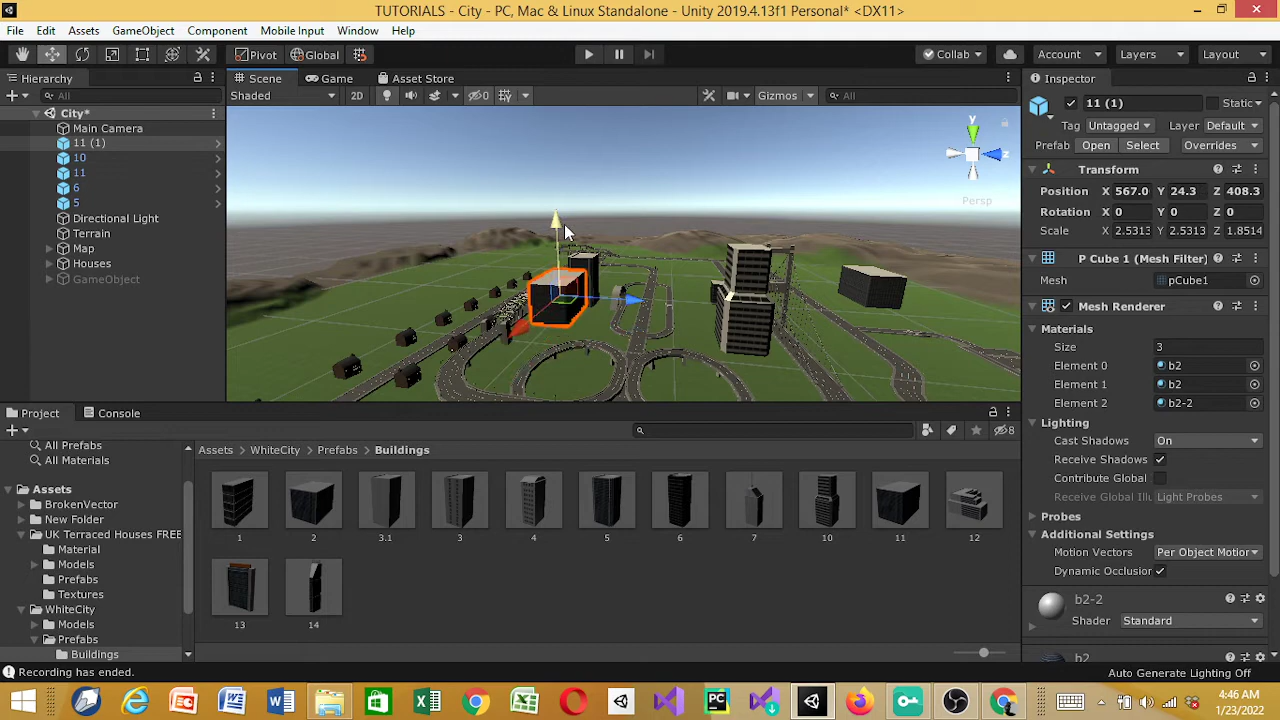 TUTORIALS - City - PC, Mac & Linux Standalone - Unity 2019.4.13f1 Personal* <DX11>
File Edit Assets GameObject Component Mobile Input Window Help
Pivot Global Collab Account Layers Layout
Hierarchy Scene Game Asset Store Inspector
All Shaded 2D 0 Gizmos All
11 (1) Static
City*
Main Camera
11 (1)
10
11
6
5
Directional Light
Terrain
Map
Houses
GameObject
y
z
Persp
Tag Untagged Layer Default
Prefab Open Select Overrides
Transform
Position X 567.0 Y 24.3 Z 408.3
Rotation X 0 Y 0 Z 0
Scale X 2.5313 Y 2.5313 Z 1.8514
P Cube 1 (Mesh Filter)
Mesh pCube1
Mesh Renderer
Materials
Size 3
Element 0 b2
Element 1 b2
Element 2 b2-2
Lighting
Cast Shadows On
Receive Shadows
Contribute Global
Receive Global Illu Light Probes
Probes
Additional Settings
Motion Vectors Per Object Motion
Dynamic Occlusion
b2-2
Shader Standard
b2
Project Console
8
All Prefabs
All Materials
Assets
BrokenVector
New Folder
UK Terraced Houses FREE
Material
Models
Prefabs
Textures
WhiteCity
Models
Prefabs
Buildings
Assets WhiteCity Prefabs Buildings
1 2 3.1 3 4 5 6 7 10 11 12
13 14
Recording has ended.
Auto Generate Lighting Off
4:46 AM
1/23/2022